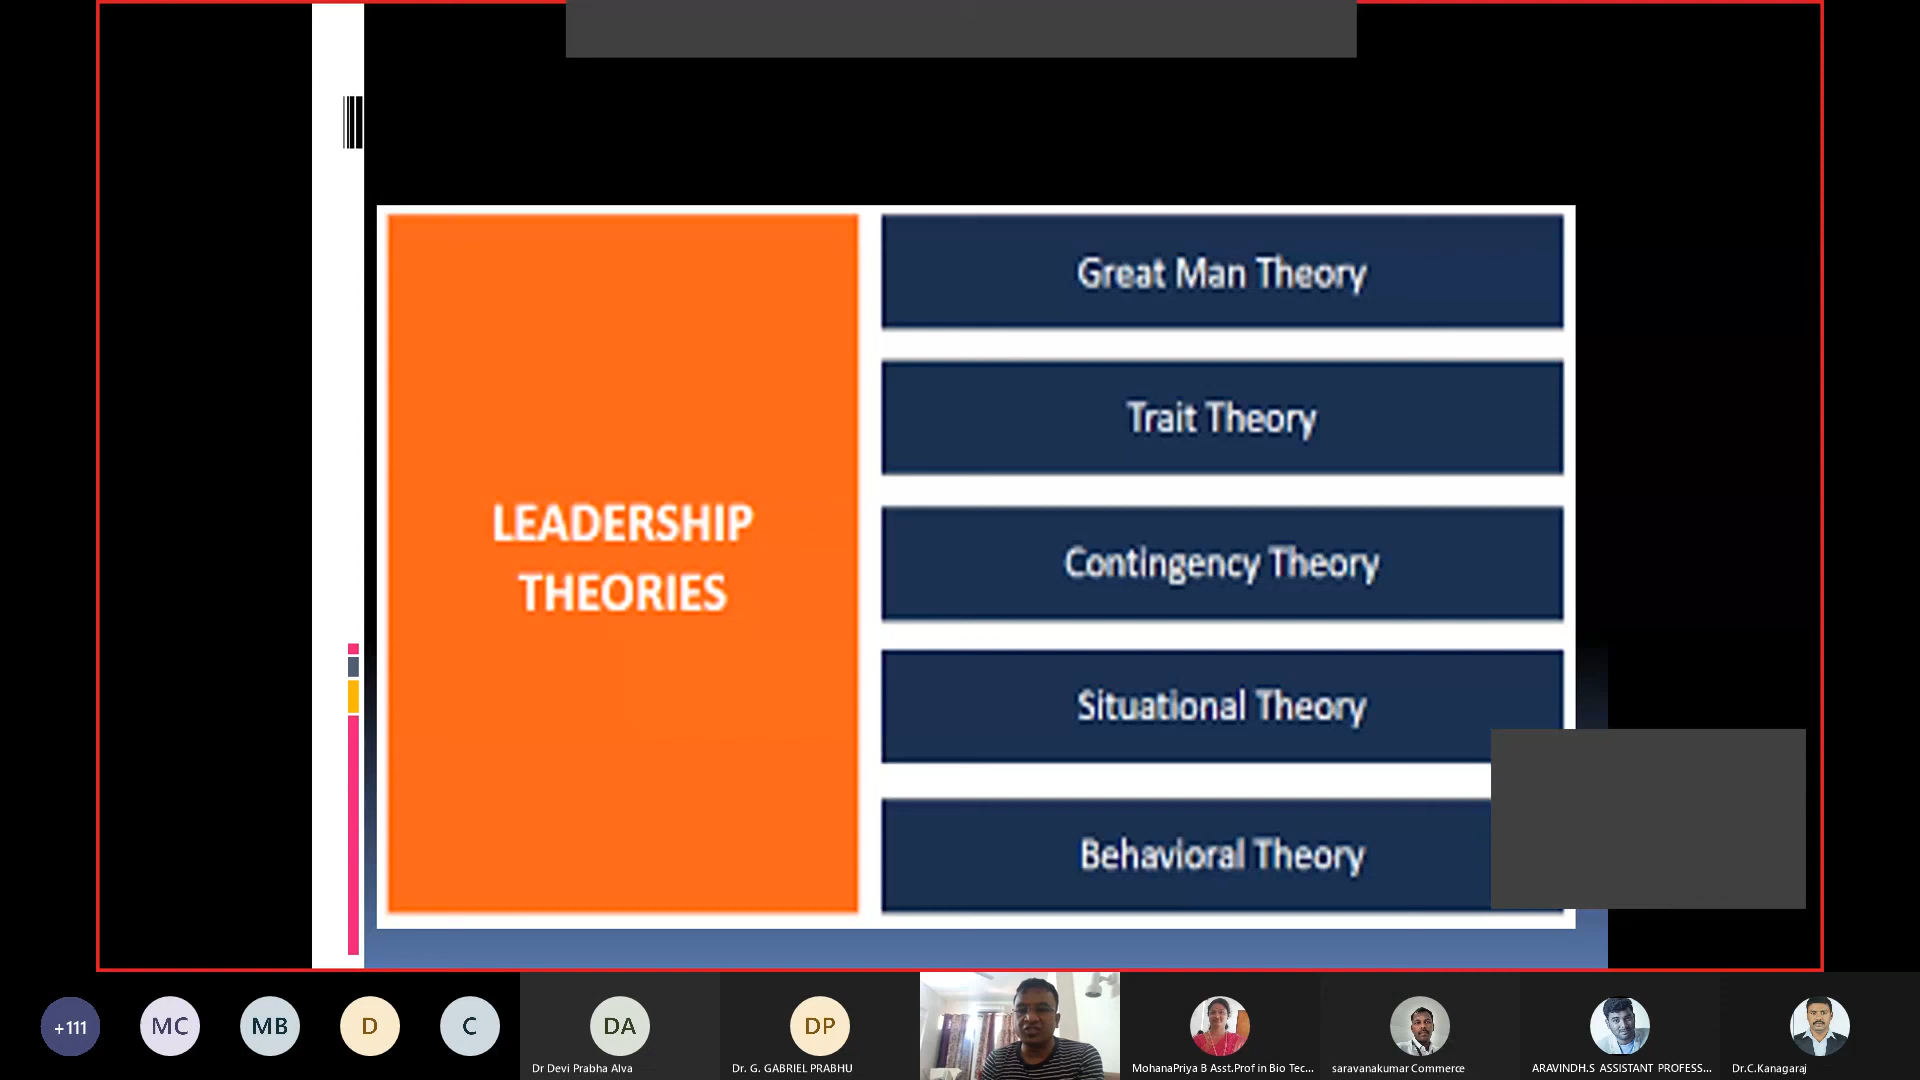 LEADERSHIP
THEORIES
Great Man Theory
Trait Theory
Contingency Theory
Situational Theory
Behavioral Theory
+111
MC
MB
D
C
DA
Dr Devi Prabha Alva
DP
Dr. G. GABRIEL PRABHU
MohanaPriya B Asst.Prof in Bio Tec...
saravanakumar Commerce
ARAVINDH.S ASSISTANT PROFESS...
Dr.C.Kanagaraj